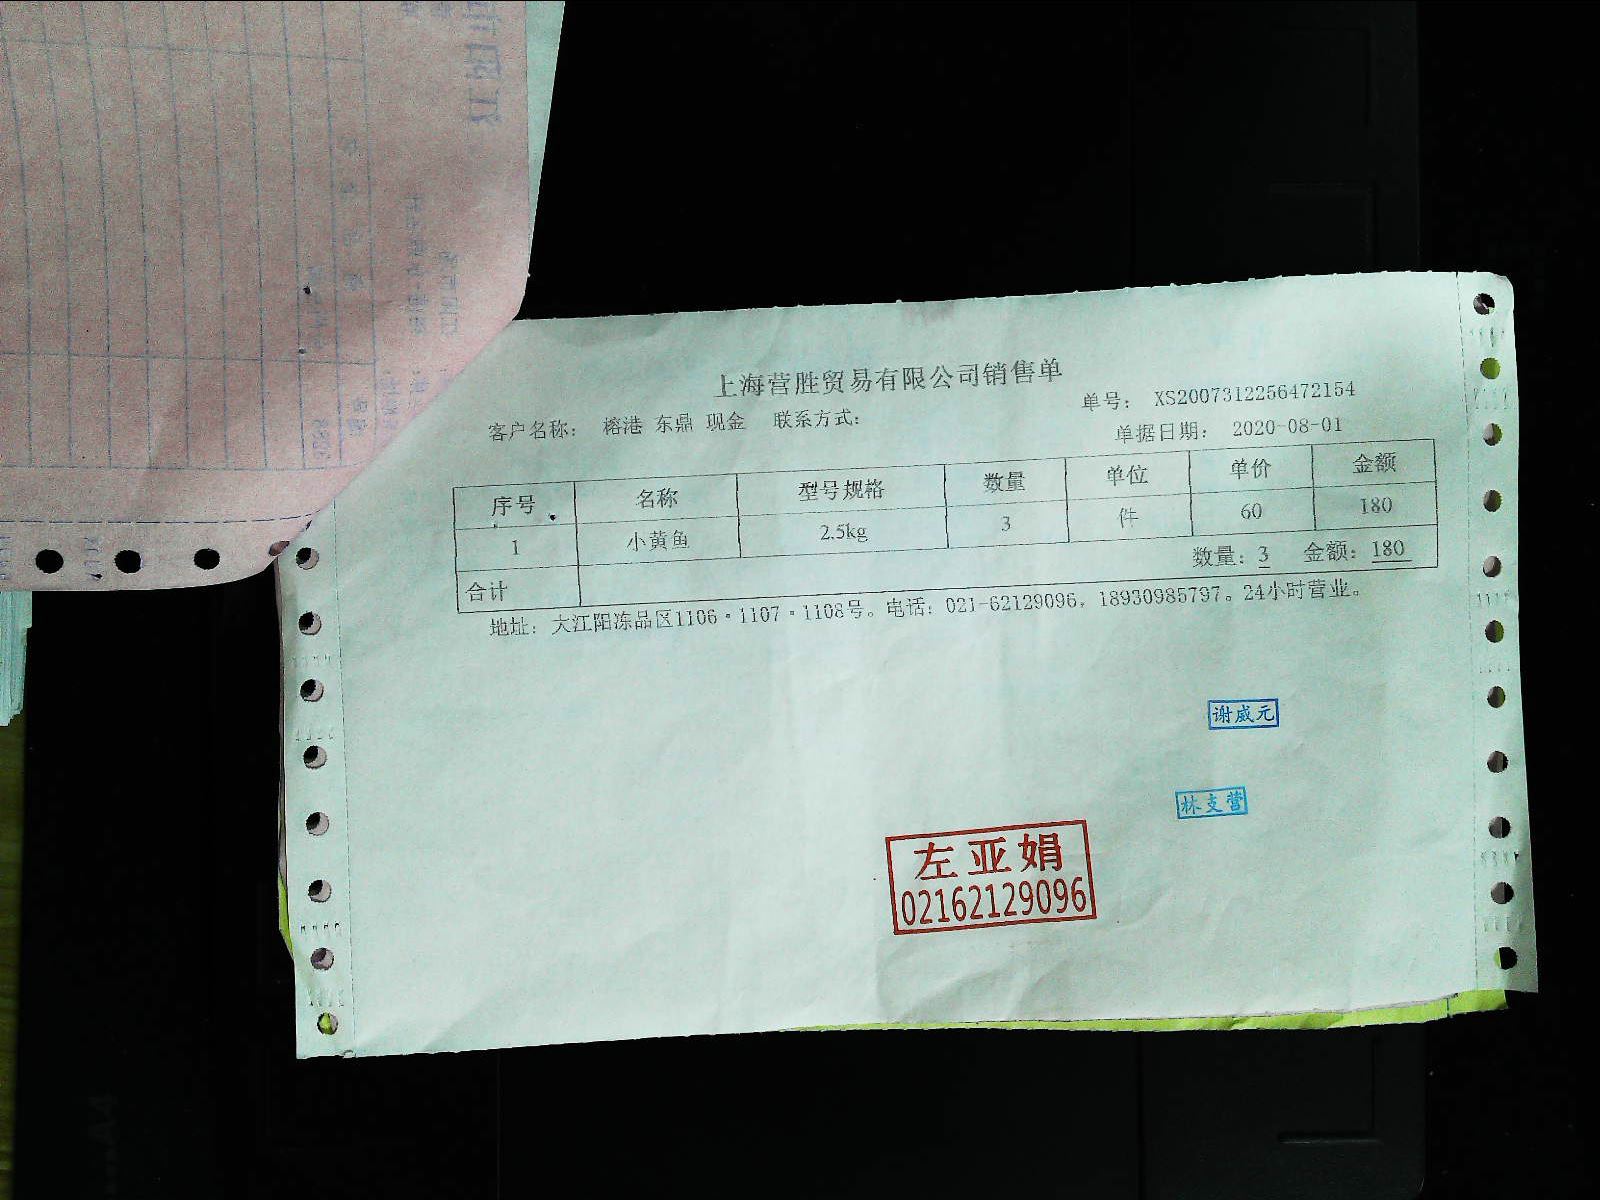 上海营胜贸易有限公司销售单
单号： XS2007312256472154
客户名称： 榕港 东鼎 现金 联系方式：
单据日期： 2020-08-01
序号 名称 型号规格 数量 单位 单价 金额
1 小黄鱼 2.5kg 3 件 60 180
合计 数量：3 金额：180
地址：大江阳冻品区1106·1107·1108号。电话：021-62129096，18930985797。24小时营业。
谢威元
林支营
左亚娟
02162129096